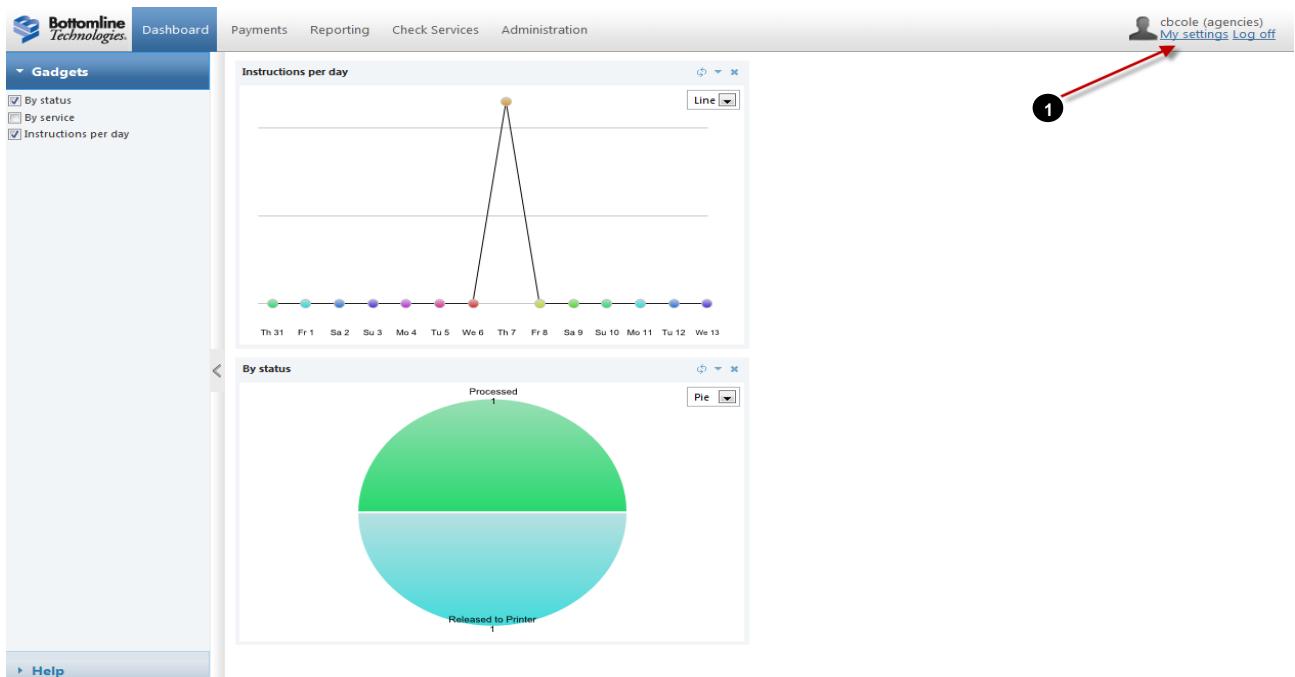 Bottomline
Technologies.
Dashboard
Payments
Reporting
Check Services
Administration
cbcole (agencies)
My settings Log off
1
Gadgets
By status
By service
Instructions per day
Instructions per day
Line
Th 31 Fr 1 Sa 2 Su 3 Mo 4 Tu 5 We 6 Th 7 Fr 8 Sa 9 Su 10 Mo 11 Tu 12 We 13
By status
Pie
Processed
1
Released to Printer
1
Help